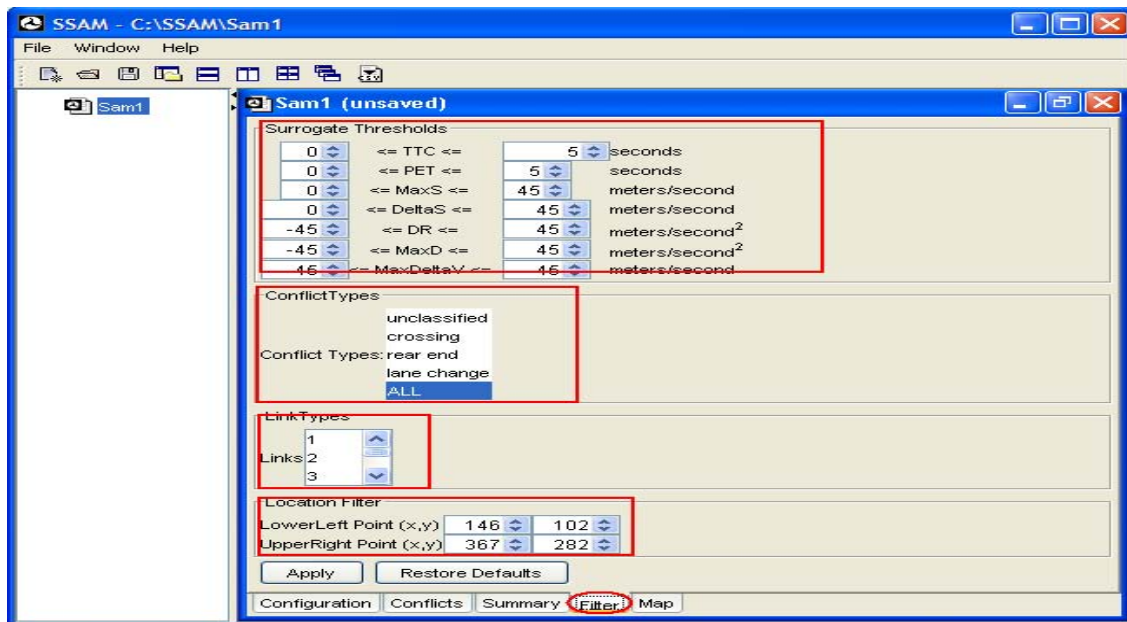 SSAM - C:\SSAM\Sam1
File Window Help
Sam1
Sam1 (unsaved)
Surrogate Thresholds
0 <= TTC <= 5 seconds
0 <= PET <= 5 seconds
0 <= MaxS <= 45 meters/second
0 <= DeltaS <= 45 meters/second
-45 <= DR <= 45 meters/second²
-45 <= MaxD <= 45 meters/second²
45 <= MaxDeltaV <= 45 meters/second
ConflictTypes
unclassified
crossing
Conflict Types: rear end
lane change
ALL
LinkTypes
1
Links 2
3
Location Filter
LowerLeft Point (x,y) 146 102
UpperRight Point (x,y) 367 282
Apply Restore Defaults
Configuration Conflicts Summary Filter Map